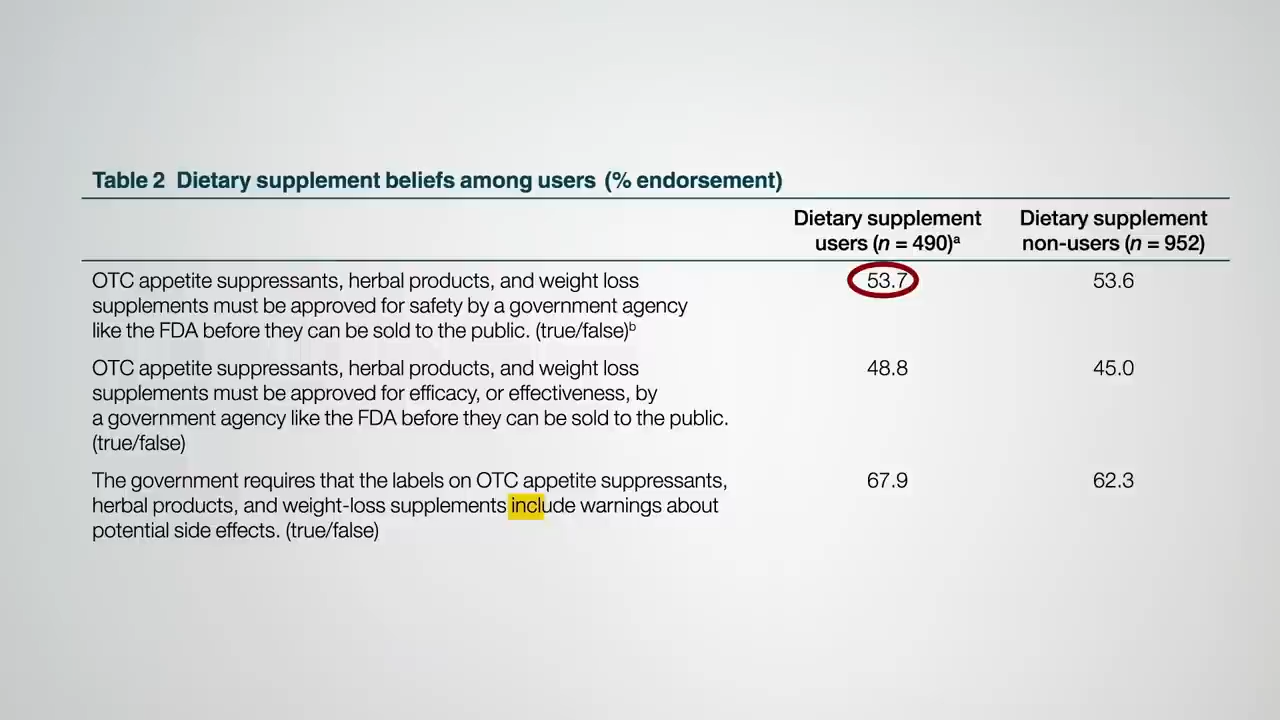 Table 2 Dietary supplement beliefs among users (% endorsement)
Dietary supplement users (n = 490)ᵃ
Dietary supplement non-users (n = 952)
OTC appetite suppressants, herbal products, and weight loss
supplements must be approved for safety by a government agency
like the FDA before they can be sold to the public. (true/false)ᵇ
53.7
53.6
OTC appetite suppressants, herbal products, and weight loss
supplements must be approved for efficacy, or effectiveness, by
a government agency like the FDA before they can be sold to the public.
(true/false)
48.8
45.0
The government requires that the labels on OTC appetite suppressants,
herbal products, and weight-loss supplements include warnings about
potential side effects. (true/false)
67.9
62.3